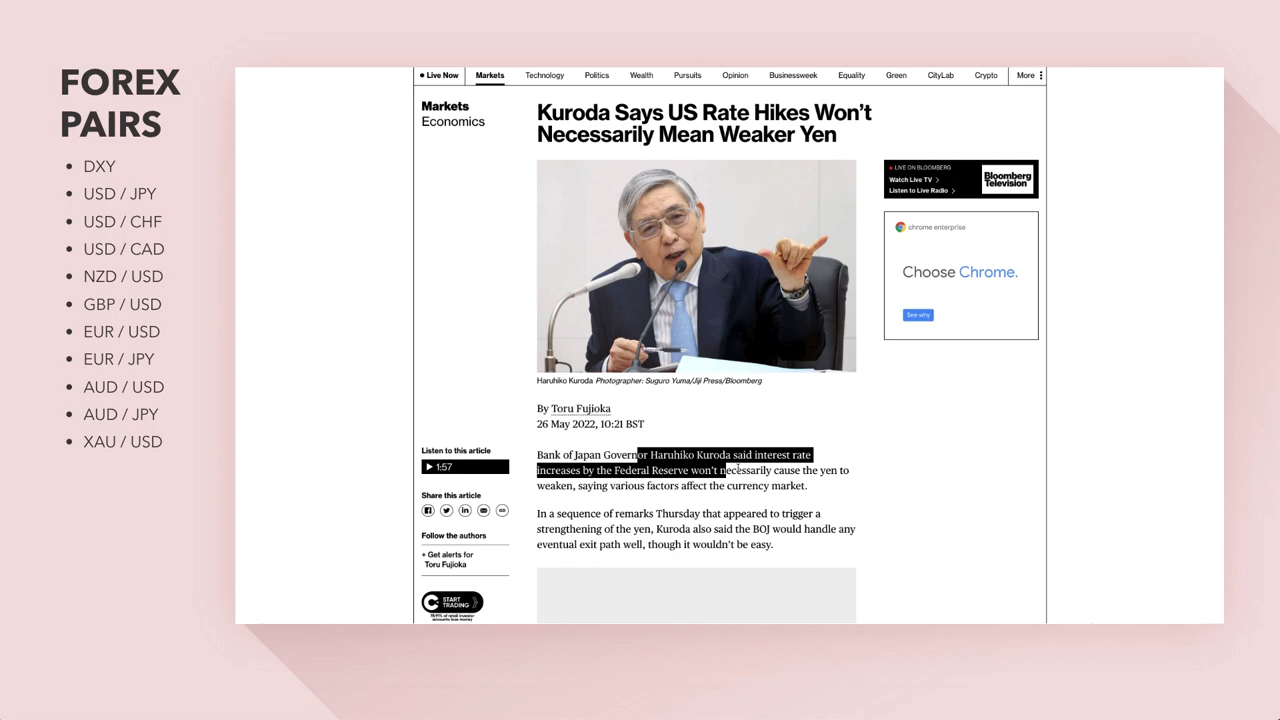 FOREX
PAIRS
DXY
USD / JPY
USD / CHF
USD / CAD
NZD / USD
GBP / USD
EUR / USD
EUR / JPY
AUD / USD
AUD / JPY
XAU / USD
Live Now Markets Technology Politics Wealth Pursuits Opinion Businessweek Equality Green CityLab Crypto More
Markets
Economics
Kuroda Says US Rate Hikes Won’t
Necessarily Mean Weaker Yen
LIVE ON BLOOMBERG
Watch Live TV
Listen to Live Radio
Bloomberg
Television
chrome enterprise
Choose Chrome.
See why
Haruhiko Kuroda Photographer: Suguro Yuma/Jiji Press/Bloomberg
By Toru Fujioka
26 May 2022, 10:21 BST
Listen to this article
1:57
Share this article
Follow the authors
+ Get alerts for
Toru Fujioka
START
TRADING
Bank of Japan Governor Haruhiko Kuroda said interest rate
increases by the Federal Reserve won’t necessarily cause the yen to
weaken, saying various factors affect the currency market.
In a sequence of remarks Thursday that appeared to trigger a
strengthening of the yen, Kuroda also said the BOJ would handle any
eventual exit path well, though it wouldn’t be easy.